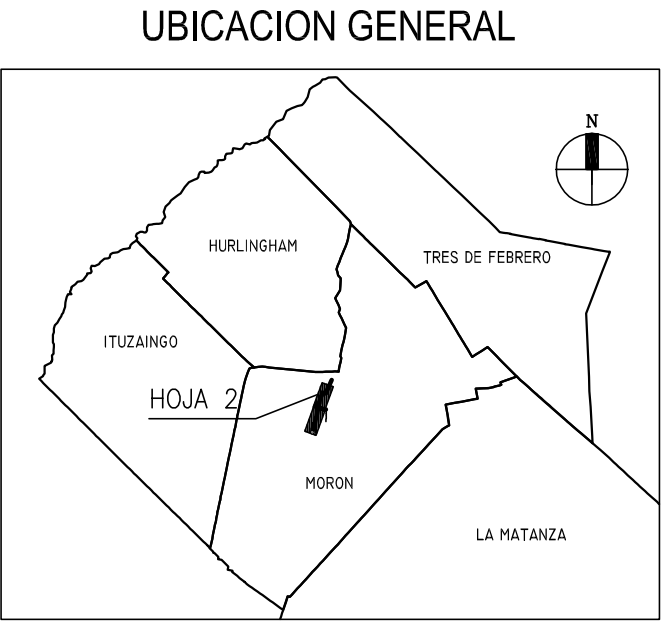 UBICACION GENERAL
N
HURLINGHAM
TRES DE FEBRERO
ITUZAINGO
HOJA 2
MORON
LA MATANZA